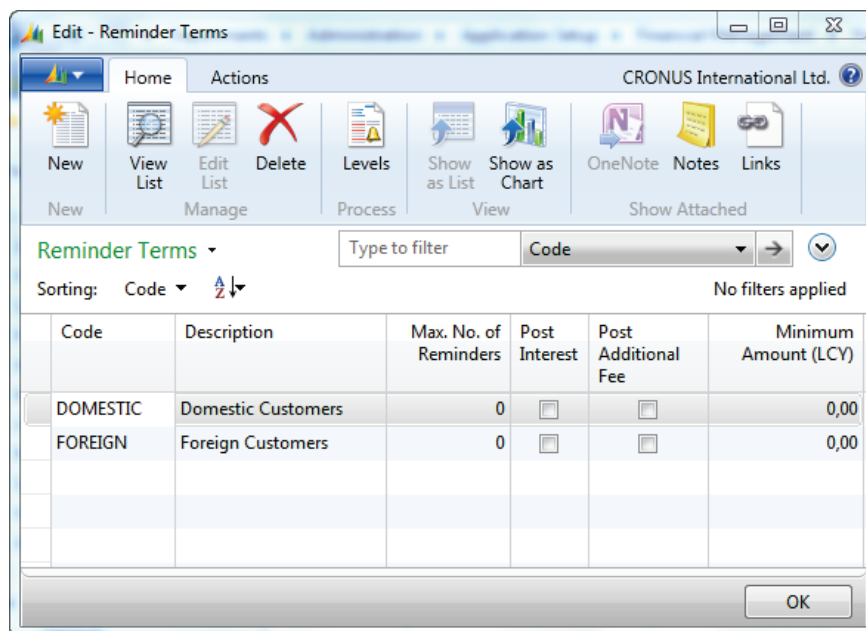 Edit - Reminder Terms
Home Actions CRONUS International Ltd.
New View List Edit List Delete Levels Show as List Show as Chart OneNote Notes Links
New Manage Process View Show Attached
Reminder Terms Type to filter Code
Sorting: Code No filters applied
Code Description Max. No. of Reminders Post Interest Post Additional Fee Minimum Amount (LCY)
DOMESTIC Domestic Customers 0 0,00
FOREIGN Foreign Customers 0 0,00
OK